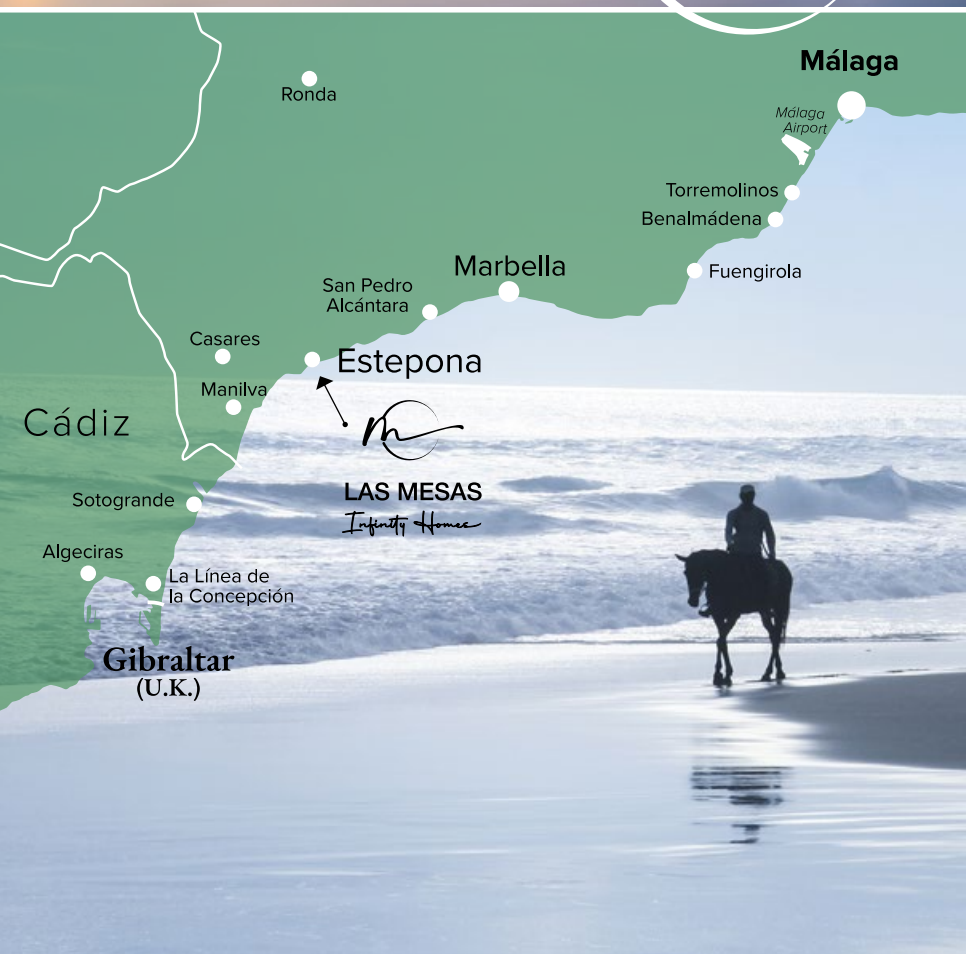 Málaga
Ronda
Málaga
Airport
Torremolinos
Benalmádena
Marbella
Fuengirola
San Pedro
Alcántara
Casares
Estepona
Manilva
Cádiz
LAS MESAS
Infinity Homes
Sotogrande
Algeciras
La Línea de
la Concepción
Gibraltar
(U.K.)